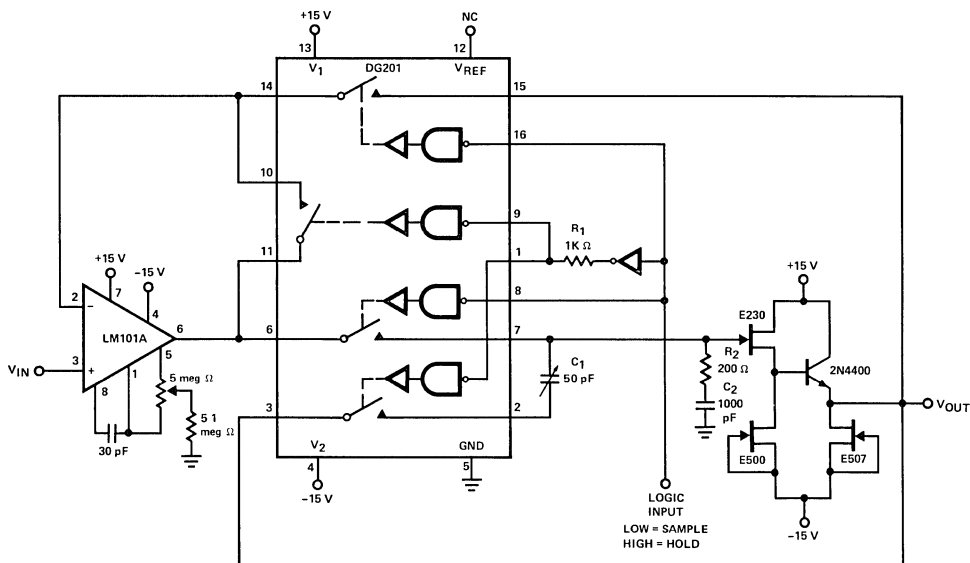 +15 V
NC
13
12
V1
DG201
VREF
14
15
16
10
9
R1
1K Ω
1
11
+15 V
-15 V
8
+15 V
7
4
2
−
E230
LM101A
6
6
7
R2
200 Ω
2N4400
5
C1
50 pF
VIN
3
+
1
5 meg Ω
C2
1000
pF
8
VOUT
3
2
5 1
meg Ω
30 pF
V2
GND
E500
E507
4
5
-15 V
LOGIC
INPUT
LOW = SAMPLE
HIGH = HOLD
-15 V